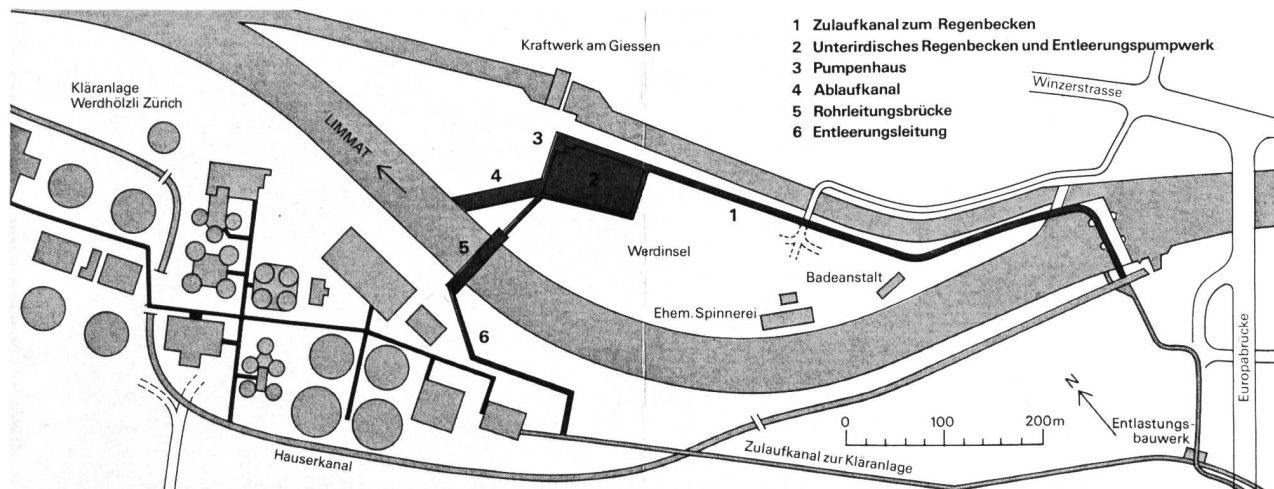 1 Zulaufkanal zum Regenbecken
2 Unterirdisches Regenbecken und Entleerungspumpwerk
3 Pumpenhaus
4 Ablaufkanal
5 Rohrleitungsbrücke
6 Entleerungsleitung
Kraftwerk am Giessen
Winzerstrasse
Kläranlage
Werdhölzli Zürich
LIMMAT
3
4
2
1
5
Werdinsel
Badeanstalt
Ehem. Spinnerei
6
Europabrücke
N
0 100 200m
Entlastungs-
bauwerk
Hauserkanal
Zulaufkanal zur Kläranlage